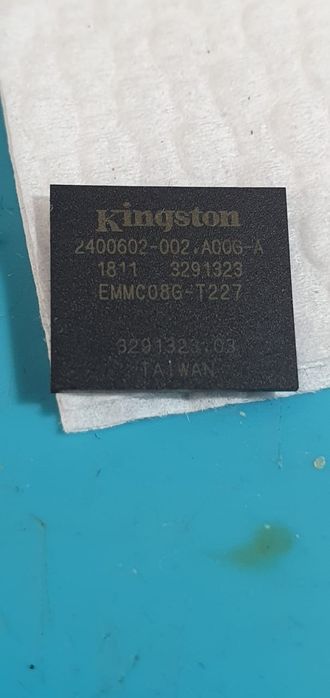 Kingston
2400602-002.A00G-A
1811 3291323
EMMC08G-T227
3291323.03
TAIWAN